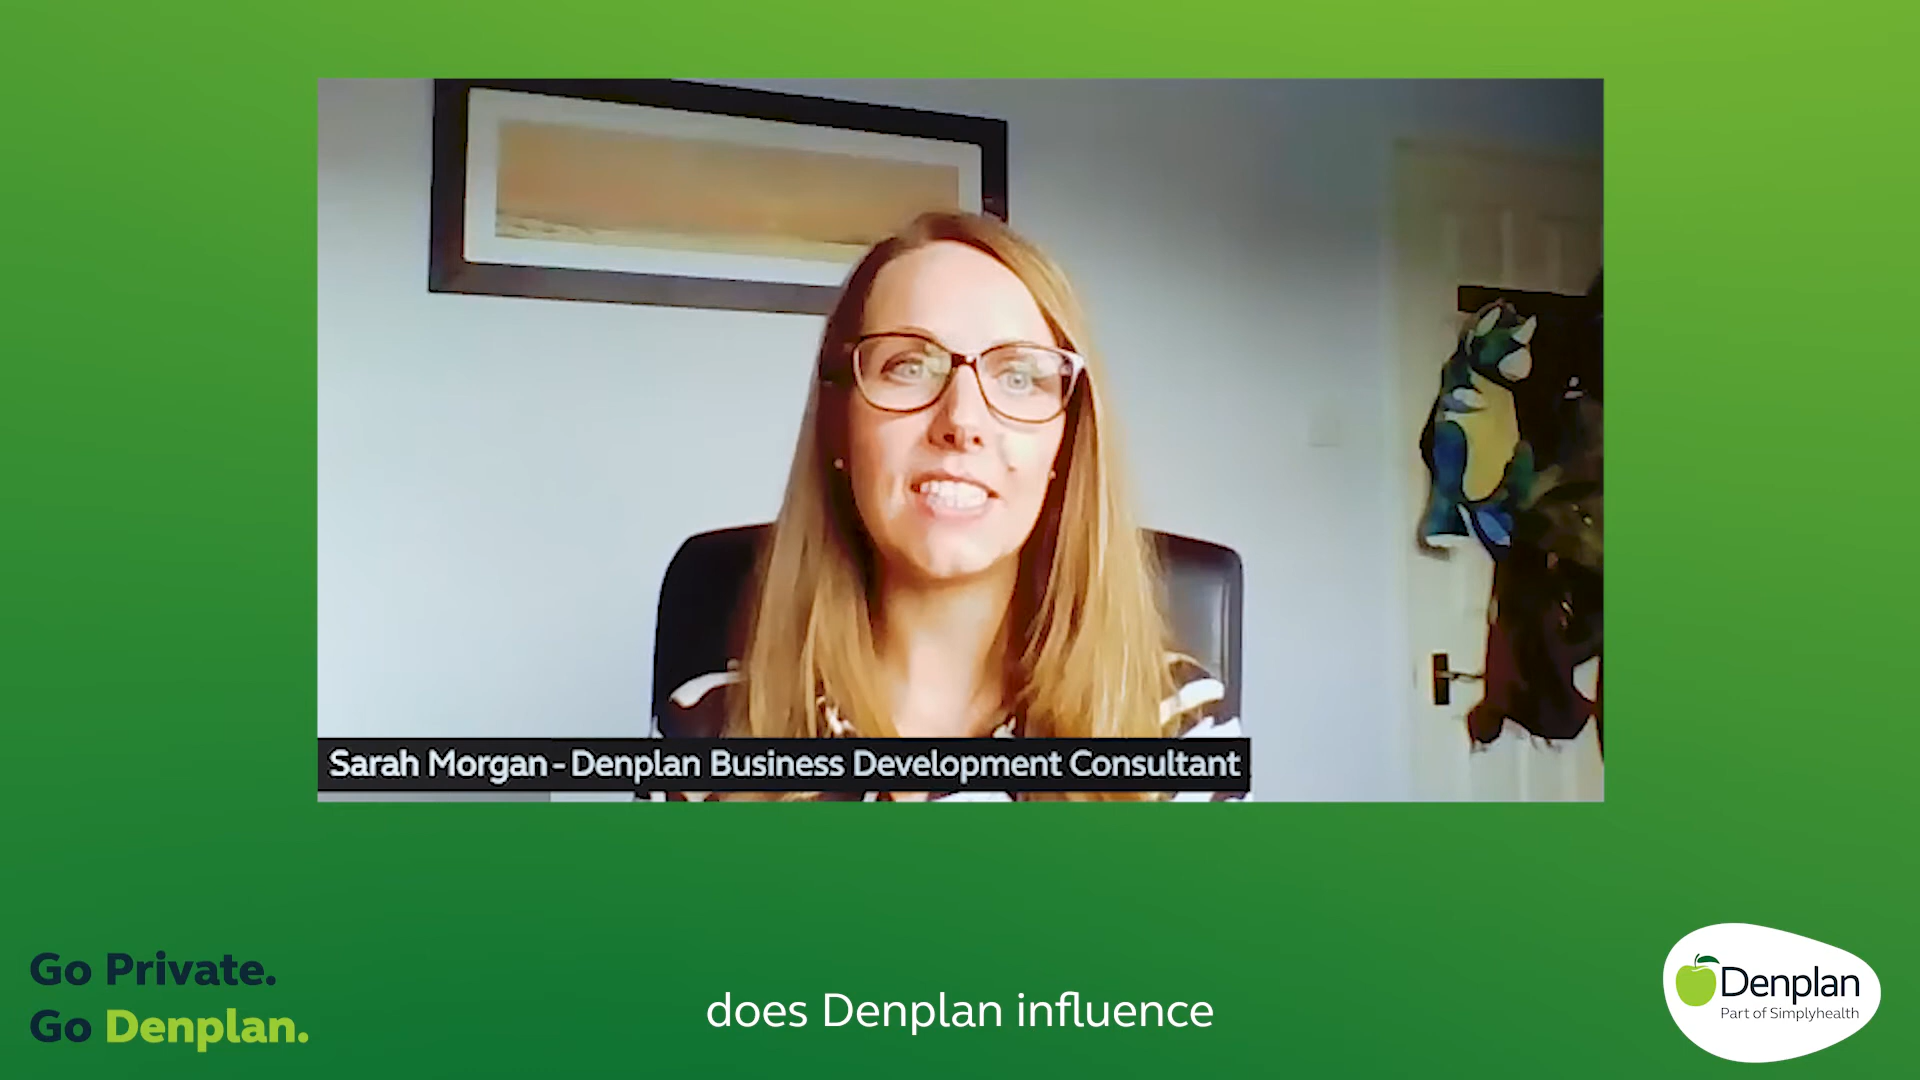 Sarah Morgan - Denplan Business Development Consultant
Go Private.
Go Denplan.
does Denplan influence
Denplan
Part of Simplyhealth